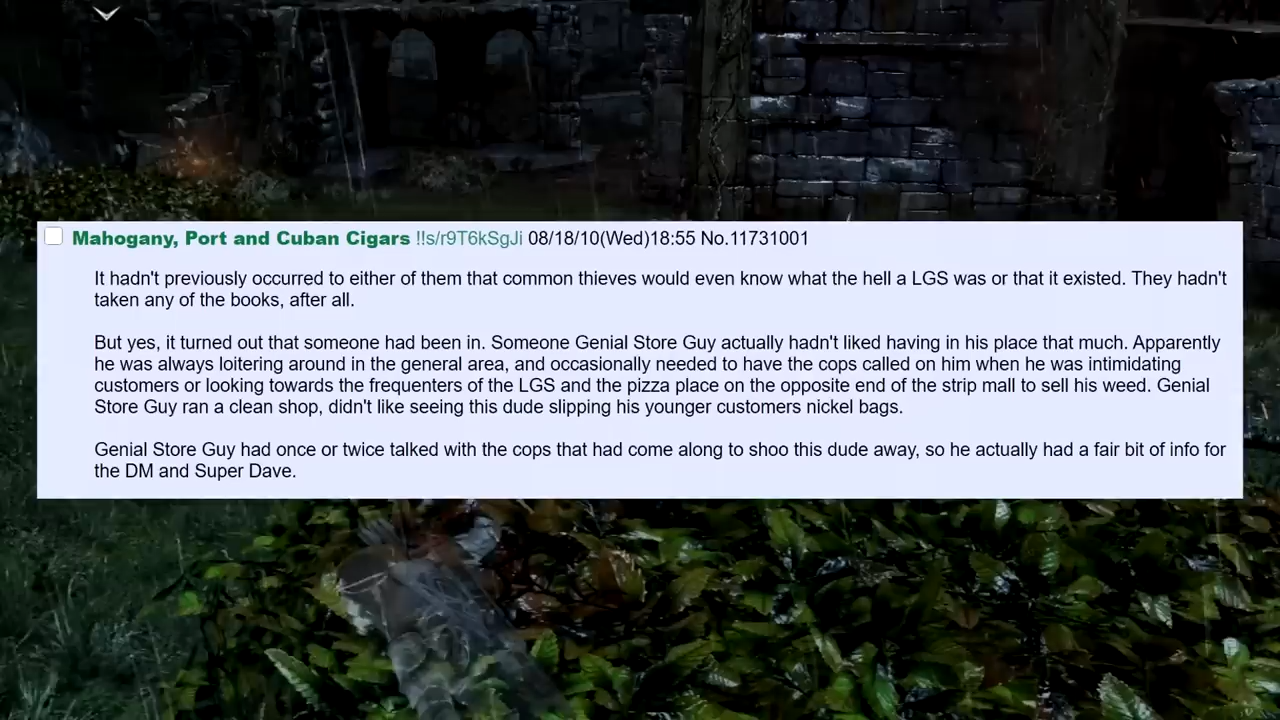 Mahogany, Port and Cuban Cigars !!s/r9T6kSgJi 08/18/10(Wed)18:55 No.11731001
It hadn't previously occurred to either of them that common thieves would even know what the hell a LGS was or that it existed. They hadn't
taken any of the books, after all.
But yes, it turned out that someone had been in. Someone Genial Store Guy actually hadn't liked having in his place that much. Apparently
he was always loitering around in the general area, and occasionally needed to have the cops called on him when he was intimidating
customers or looking towards the frequenters of the LGS and the pizza place on the opposite end of the strip mall to sell his weed. Genial
Store Guy ran a clean shop, didn't like seeing this dude slipping his younger customers nickel bags.
Genial Store Guy had once or twice talked with the cops that had come along to shoo this dude away, so he actually had a fair bit of info for
the DM and Super Dave.